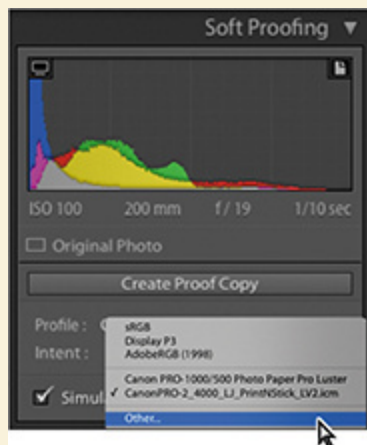 Soft Proofing
ISO 100 200 mm f / 19 1/10 sec
Original Photo
Create Proof Copy
Profile :
sRGB
Display P3
AdobeRGB (1998)
Intent :
Canon PRO-1000/500 Photo Paper Pro Luster
CanonPRO-2_4000_LJ_PrintNStick_LV2.icm
Other...